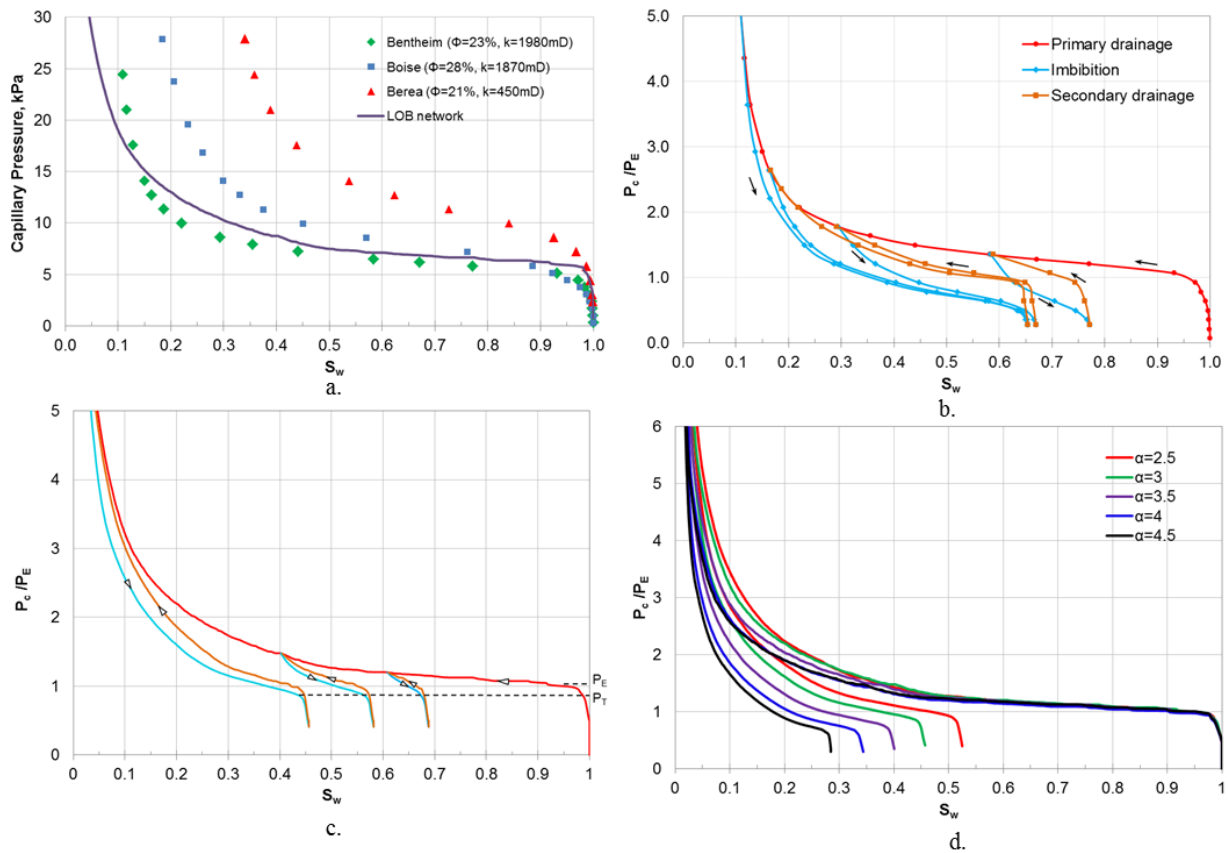 Capillary Pressure, kPa
30
25
20
15
10
5
0
0.0 0.1 0.2 0.3 0.4 0.5 0.6 0.7 0.8 0.9 1.0
Sw
Bentheim (Φ=23%, k=1980mD)
Boise (Φ=28%, k=1870mD)
Berea (Φ=21%, k=450mD)
LOB network
a.
Pc /PE
5.0
4.0
3.0
2.0
1.0
0.0
0.0 0.1 0.2 0.3 0.4 0.5 0.6 0.7 0.8 0.9 1.0
Sw
Primary drainage
Imbibition
Secondary drainage
b.
Pc /PE
5
4
3
2
1
0
0 0.1 0.2 0.3 0.4 0.5 0.6 0.7 0.8 0.9 1
Sw
PE
PT
c.
Pc /PE
6
5
4
3
2
1
0
0 0.1 0.2 0.3 0.4 0.5 0.6 0.7 0.8 0.9 1
Sw
α=2.5
α=3
α=3.5
α=4
α=4.5
d.